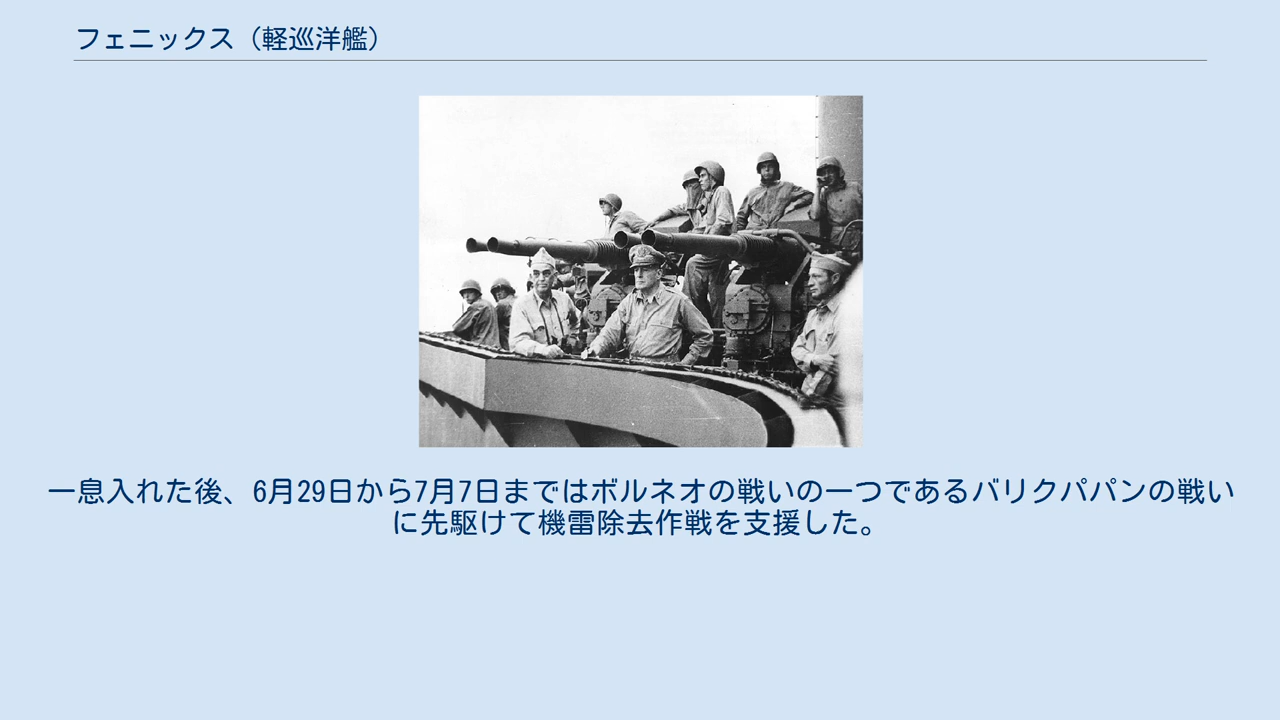 フェニックス（軽巡洋艦）
一息入れた後、6月29日から7月7日まではボルネオの戦いの一つであるバリクパパンの戦い
に先駆けて機雷除去作戦を支援した。